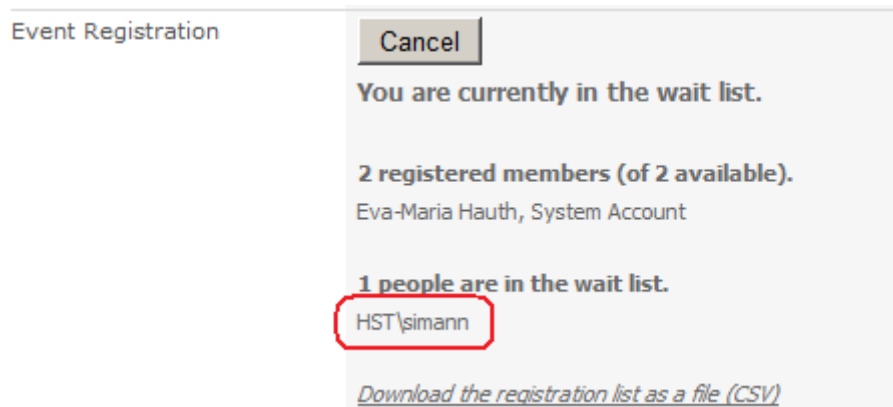 Event Registration
Cancel
You are currently in the wait list.
2 registered members (of 2 available).
Eva-Maria Hauth, System Account
1 people are in the wait list.
HST\simann
Download the registration list as a file (CSV)